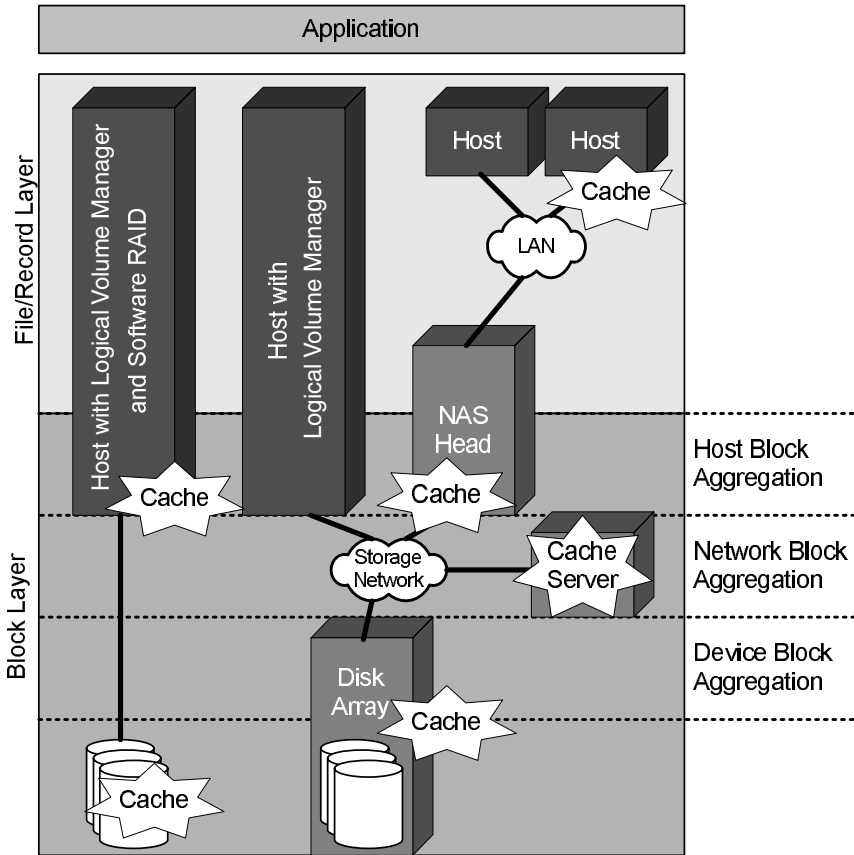 Application
File/Record Layer
Host with Logical Volume Manager
and Software RAID
Host with
Logical Volume Manager
Host
Host
Cache
LAN
NAS
Head
Cache
Cache
Host Block
Aggregation
Block Layer
Storage
Network
Cache
Server
Network Block
Aggregation
Disk
Array
Cache
Device Block
Aggregation
Cache